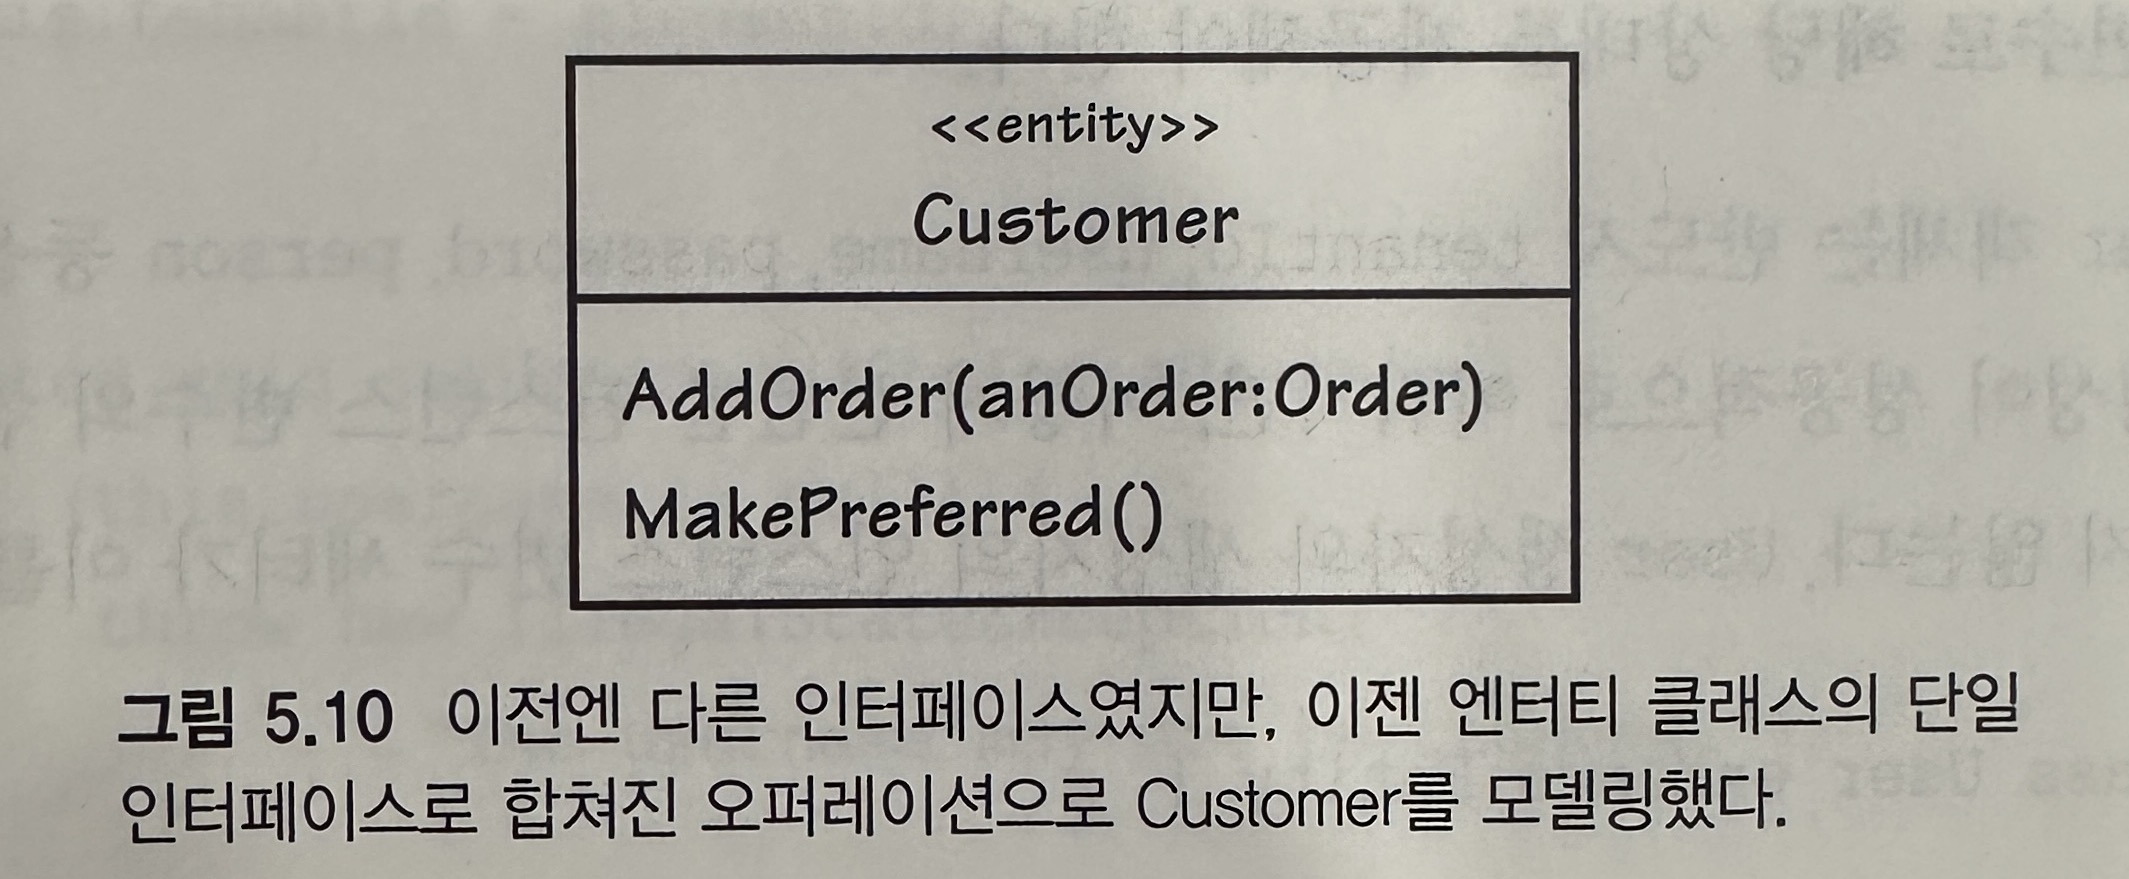 <<entity>>
Customer
AddOrder(anOrder:Order)
MakePreferred()
그림 5.10 이전엔 다른 인터페이스였지만, 이젠 엔터티 클래스의 단일
인터페이스로 합쳐진 오퍼레이션으로 Customer를 모델링했다.